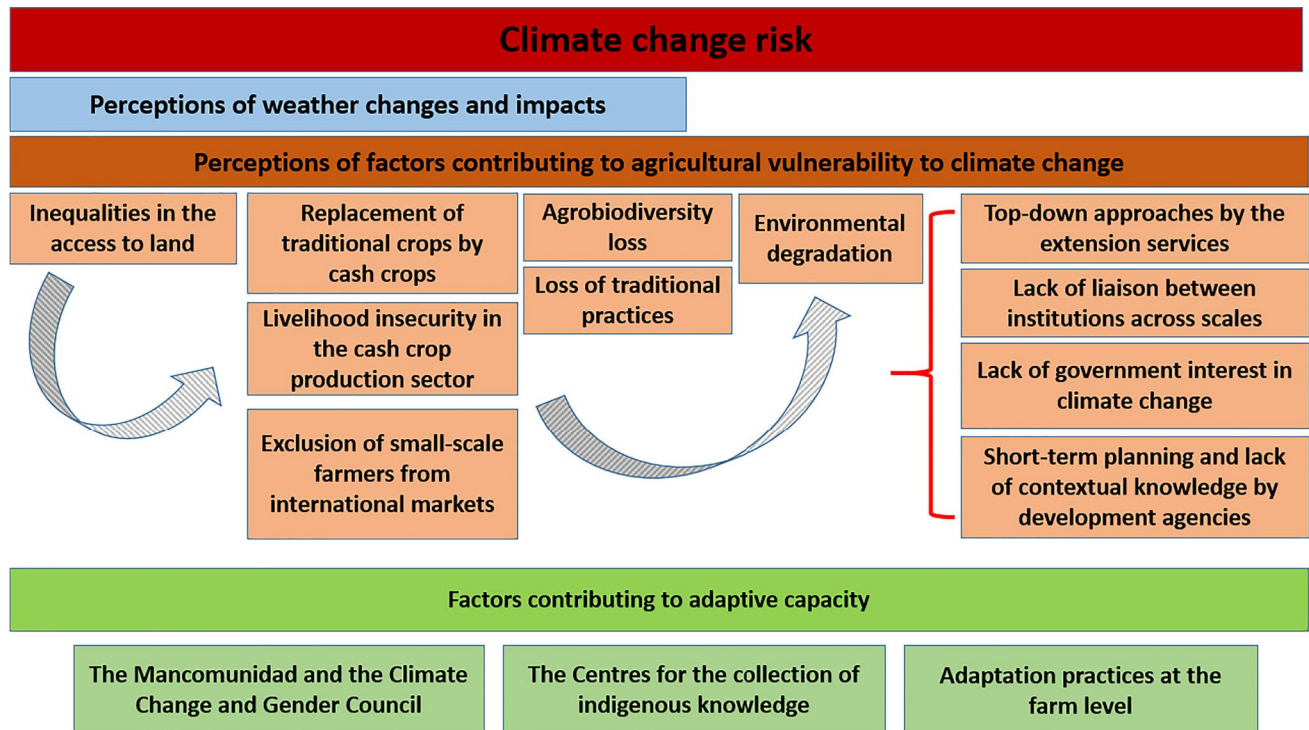 Climate change risk
Perceptions of weather changes and impacts
Perceptions of factors contributing to agricultural vulnerability to climate change
Inequalities in the
access to land
Replacement of
traditional crops by
cash crops
Livelihood insecurity in
the cash crop
production sector
Exclusion of small-scale
farmers from
international markets
Agrobiodiversity
loss
Loss of traditional
practices
Environmental
degradation
Top-down approaches by the
extension services
Lack of liaison between
institutions across scales
Lack of government interest in
climate change
Short-term planning and lack
of contextual knowledge by
development agencies
Factors contributing to adaptive capacity
The Mancomunidad and the Climate
Change and Gender Council
The Centres for the collection of
indigenous knowledge
Adaptation practices at the
farm level